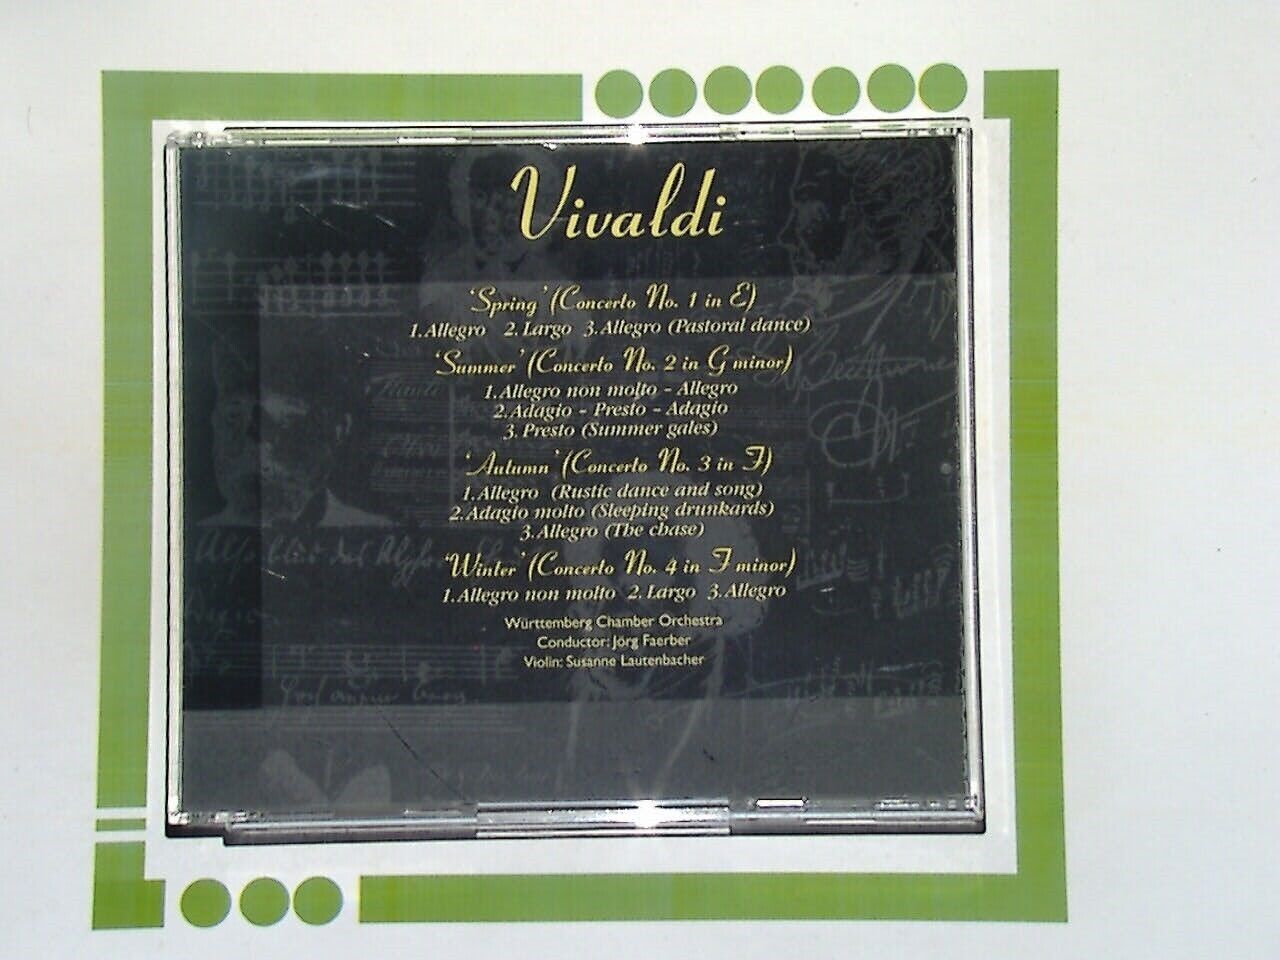 Vivaldi
'Spring' (Concerto No. 1 in E)
1. Allegro 2. Largo 3. Allegro (Pastoral dance)
'Summer' (Concerto No. 2 in G minor)
1. Allegro non molto - Allegro
2. Adagio - Presto - Adagio
3. Presto (Summer gales)
'Autumn' (Concerto No. 3 in F)
1. Allegro (Rustic dance and song)
2. Adagio molto (Sleeping drunkards)
3. Allegro (The chase)
'Winter' (Concerto No. 4 in F minor)
1. Allegro non molto 2. Largo 3. Allegro
Württemberg Chamber Orchestra
Conductor: Jörg Faerber
Violin: Susanne Lautenbacher